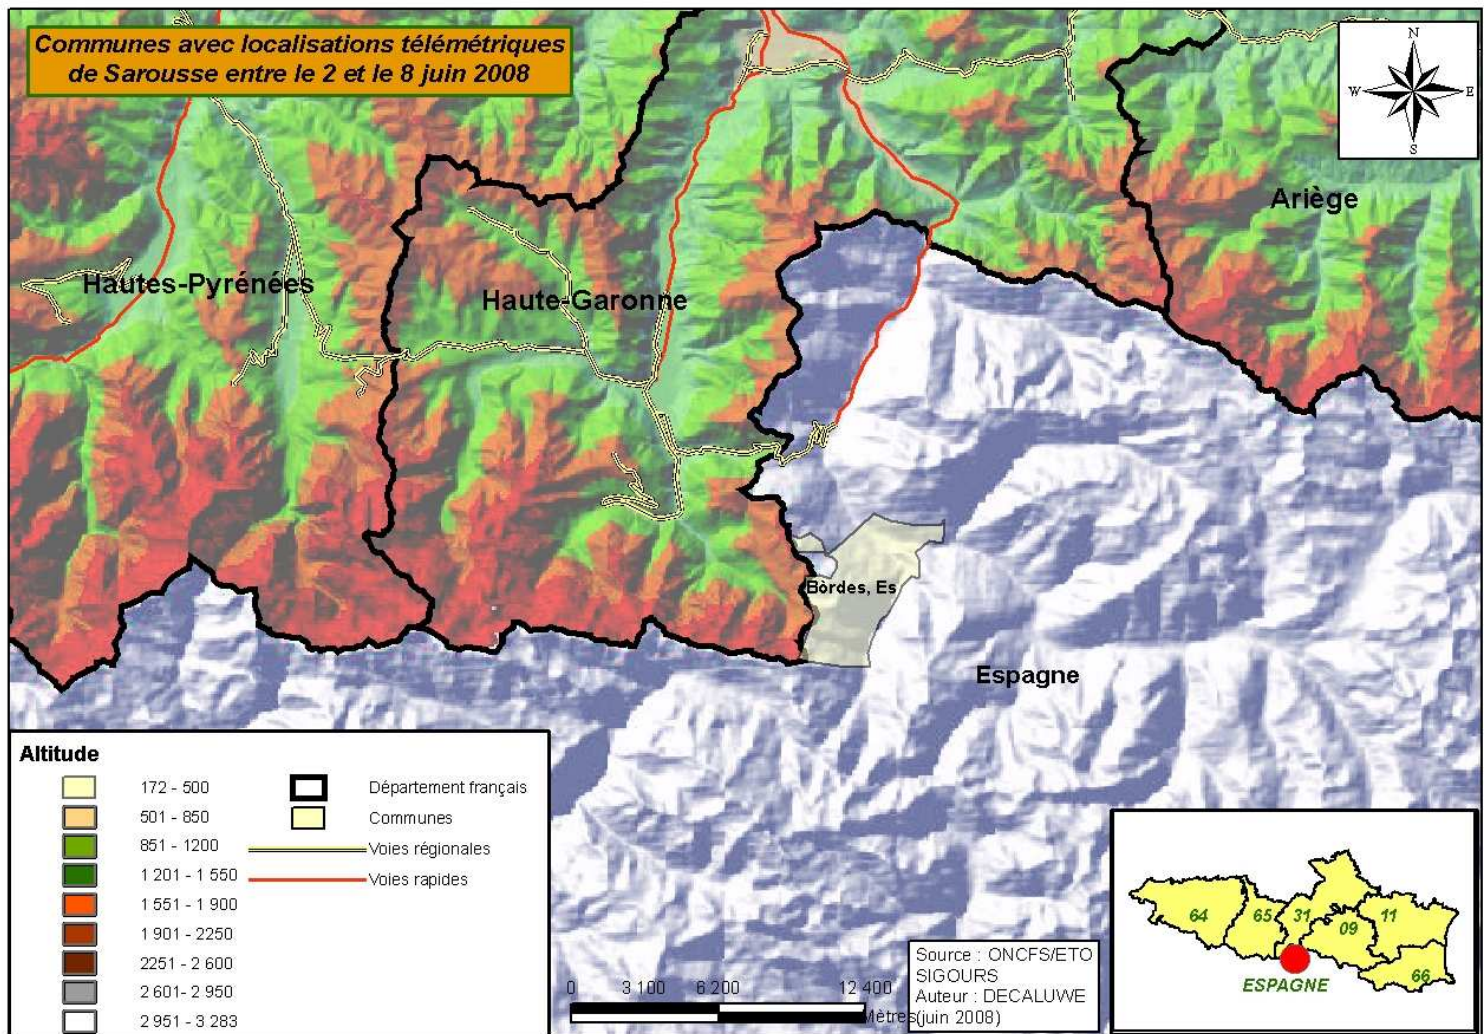 Communes avec localisations télémétriques
de Sarousse entre le 2 et le 8 juin 2008
N
W
E
S
Ariège
Hautes-Pyrénées
Haute-Garonne
Bòrdes, Es
Espagne
Altitude
172 - 500
501 - 850
851 - 1200
1 201 - 1 550
1 551 - 1 900
1 901 - 2250
2251 - 2 600
2 601 - 2 950
2 951 - 3 283
Département français
Communes
Voies régionales
Voies rapides
0 3 100 6 200 12 400
Mètres
Source : ONCFS/ETO
SIGOURS
Auteur : DECALUWE
(juin 2008)
64
65
31
09
11
66
ESPAGNE